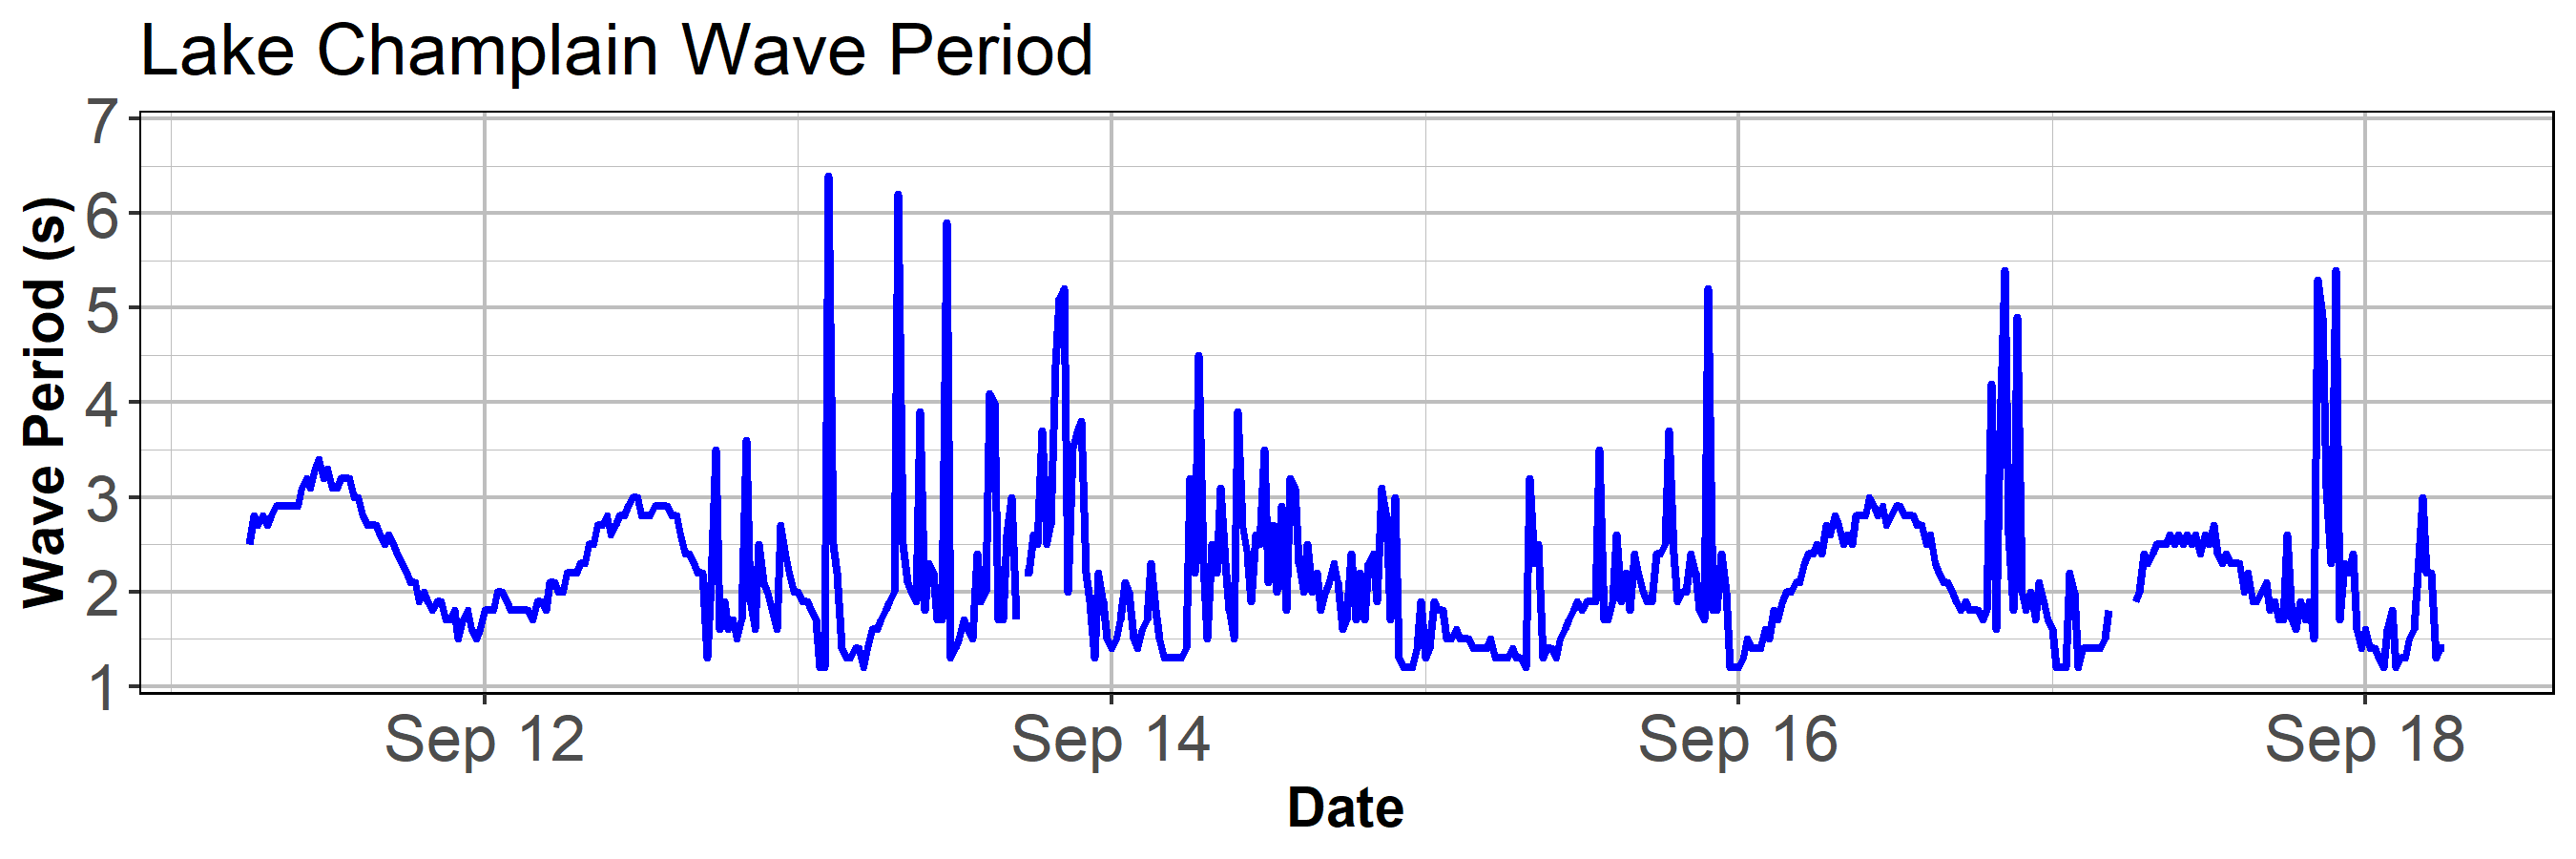 Lake Champlain Wave Period
Wave Period (s)
7
6
5
4
3
2
1
Sep 12
Sep 14
Sep 16
Sep 18
Date